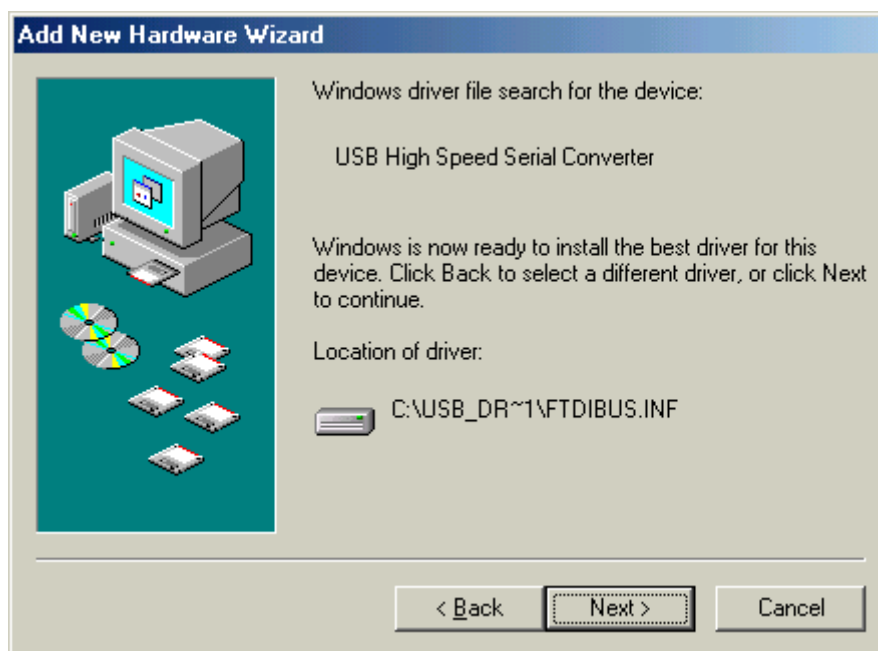 Add New Hardware Wizard
Windows driver file search for the device:
USB High Speed Serial Converter
Windows is now ready to install the best driver for this
device. Click Back to select a different driver, or click Next
to continue.
Location of driver:
C:\USB_DR~1\FTDIBUS.INF
< Back
Next >
Cancel